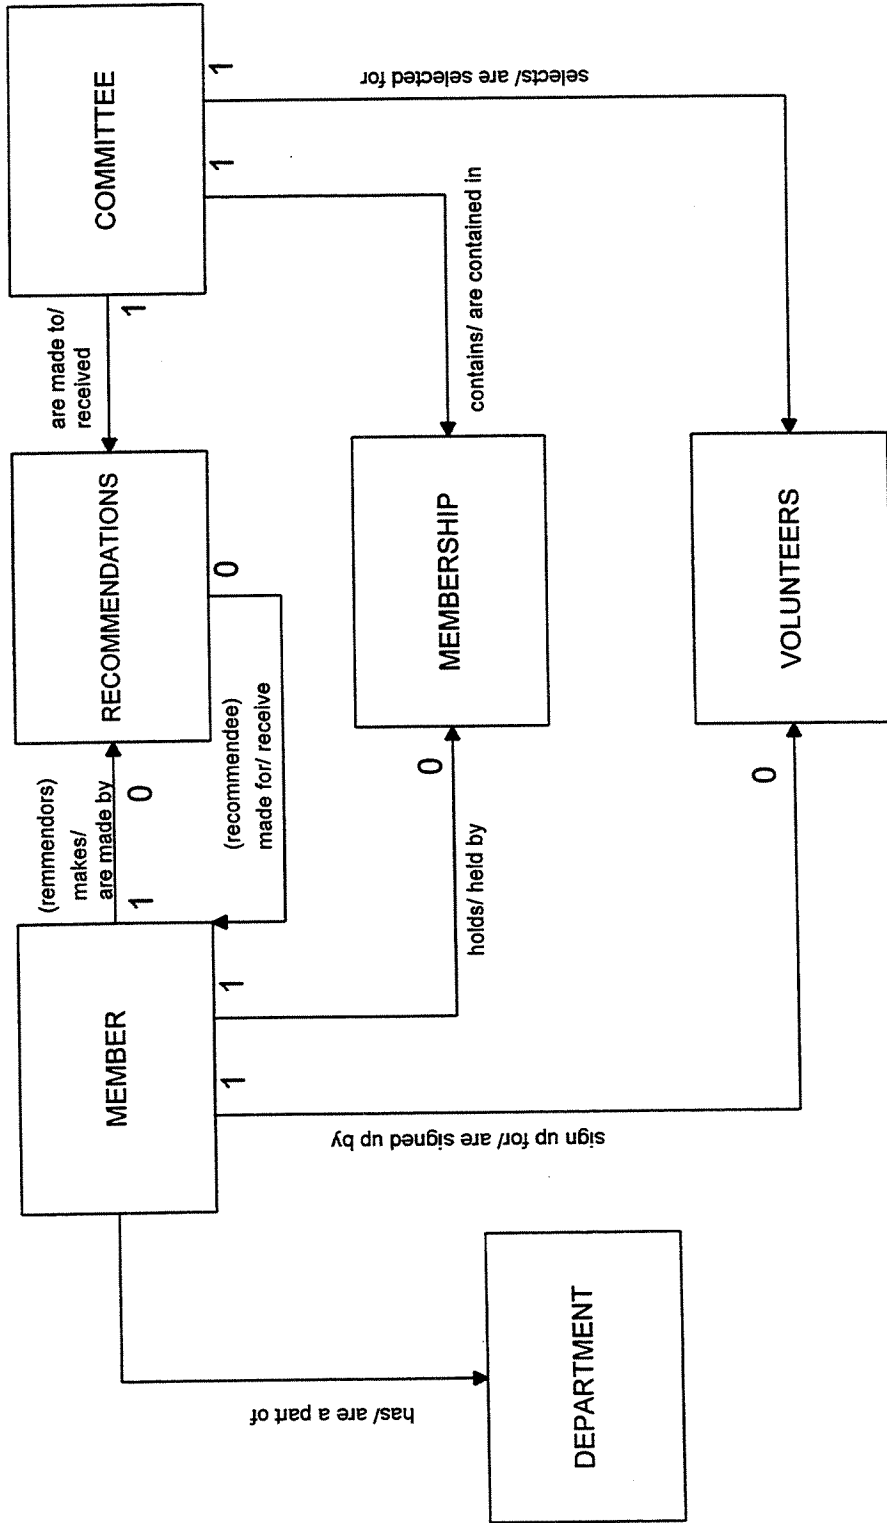 (remmendors)
makes/
are made by
are made to/
received
MEMBER
RECOMMENDATIONS
COMMITTEE
1
0
1
1
1
0
1
1
(recommendee)
made for/ receive
has/ are a part of
sign up for/ are signed up by
selects/ are selected for
0
MEMBERSHIP
holds/ held by
contains/ are contained in
DEPARTMENT
0
VOLUNTEERS